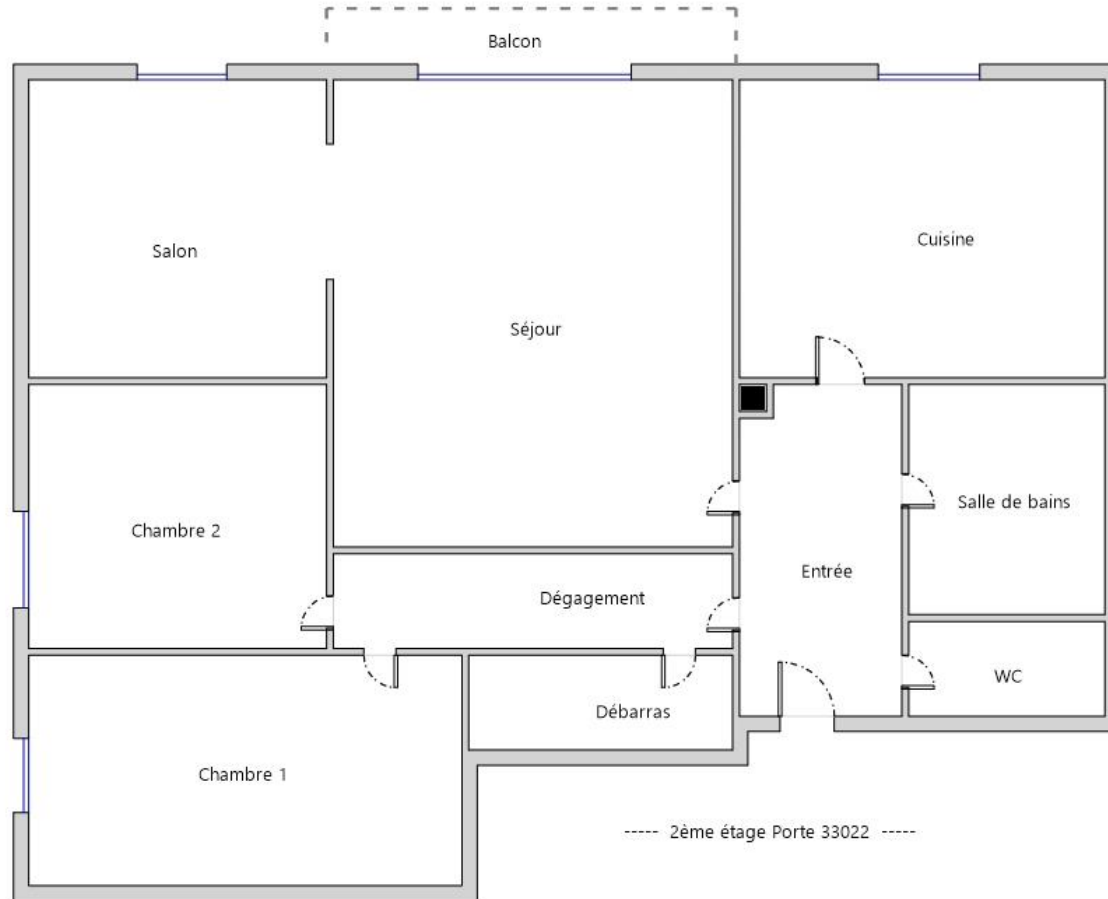 Balcon
Salon
Cuisine
Séjour
Chambre 2
Salle de bains
Entrée
Dégagement
WC
Débarras
Chambre 1
----- 2ème étage Porte 33022 -----